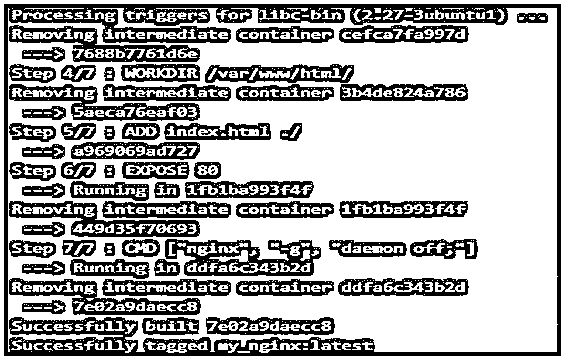 Processing triggers for libc-bin (2.27-3ubuntu1) ...
Removing intermediate container cefca7fa997d
---> 7688b7761d6e
Step 4/7 : WORKDIR /var/www/html/
Removing intermediate container 3b4de824a786
---> 5aeca76eaf03
Step 5/7 : ADD index.html ./
---> a969069ad727
Step 6/7 : EXPOSE 80
---> Running in 1fb1ba993f4f
Removing intermediate container 1fb1ba993f4f
---> 449d35f70693
Step 7/7 : CMD ["nginx", "-g", "daemon off;"]
---> Running in ddfa6c343b2d
Removing intermediate container ddfa6c343b2d
---> 7e02a9daecc8
Successfully built 7e02a9daecc8
Successfully tagged my_nginx:latest